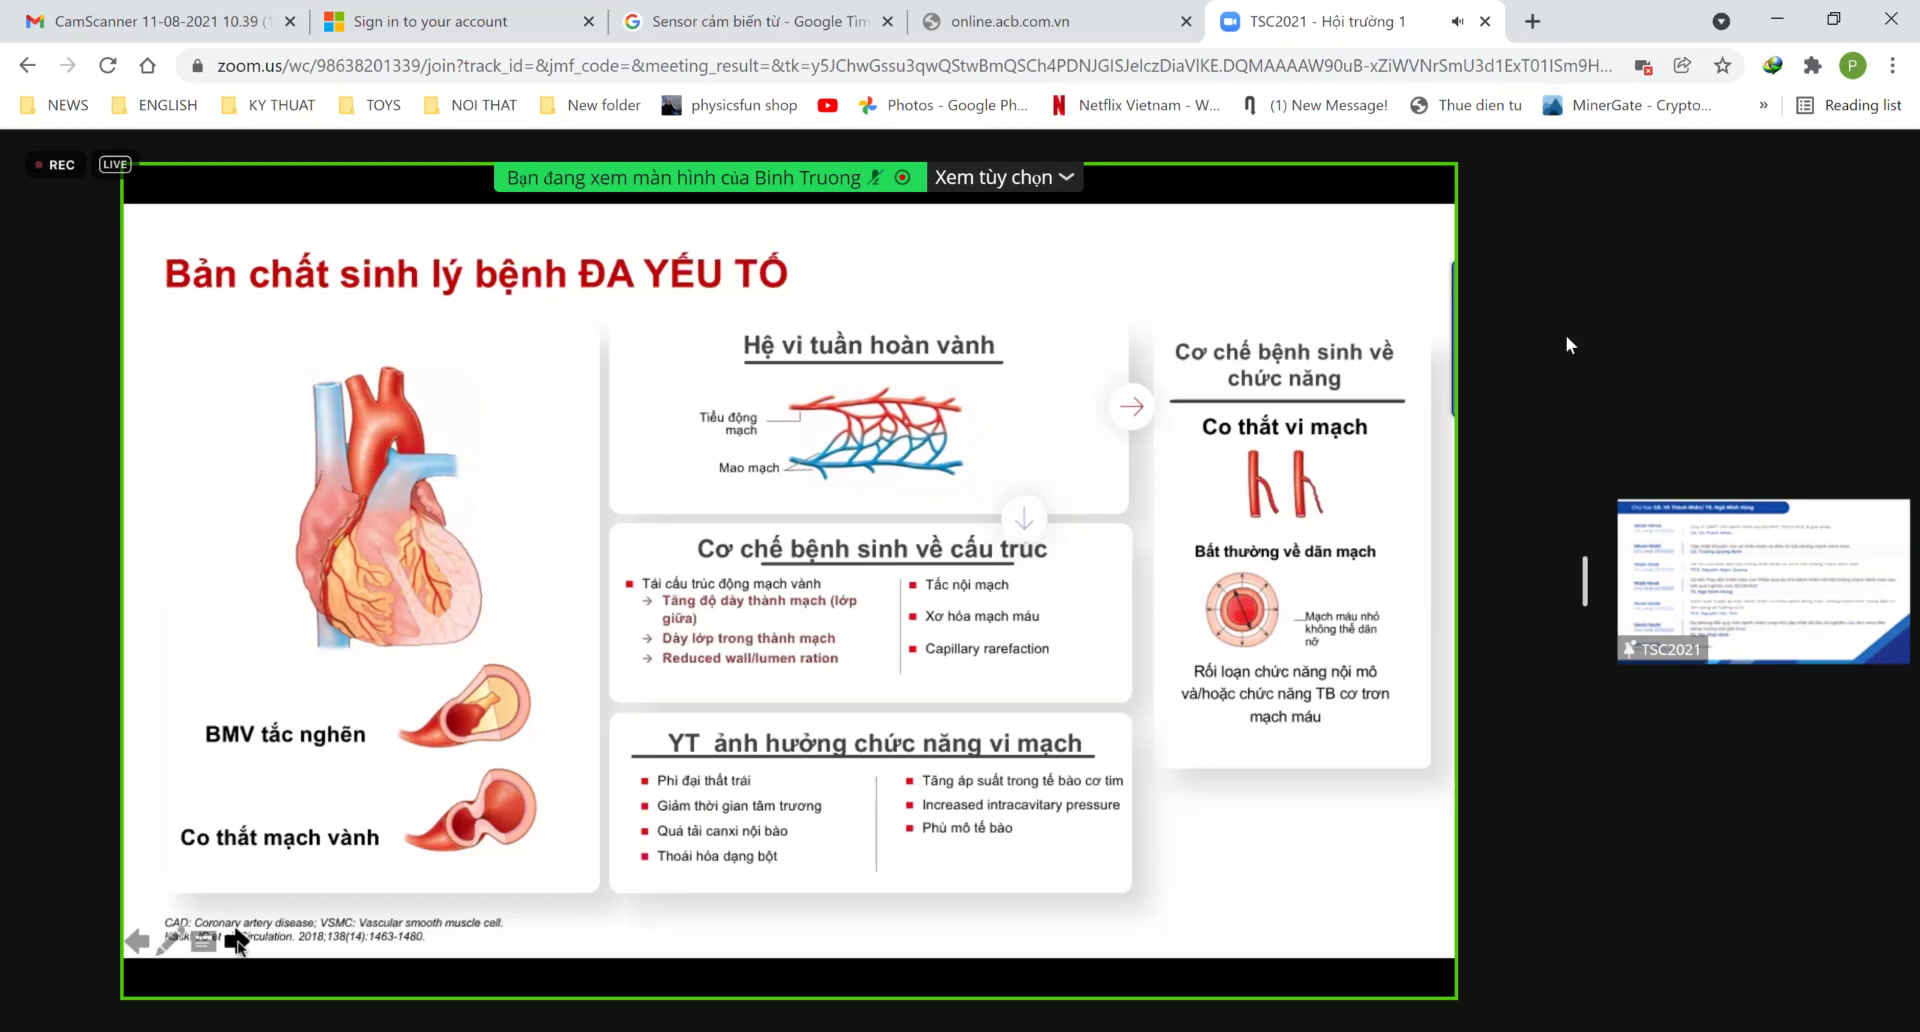 CamScanner 11-08-2021 10.39 (1
Sign in to your account
Sensor cảm biến từ - Google Tìm
online.acb.com.vn
TSC2021 - Hội trường 1
zoom.us/wc/98638201339/join?track_id=&jmf_code=&meeting_result=&tk=y5JChwGssu3qwQStwBmQSCh4PDNJGISJelczDiaVlKE.DQMAAAAW90uB-xZiWVNrSmU3d1ExT01ISm9H...
P
NEWS
ENGLISH
KY THUAT
TOYS
NOI THAT
New folder
physicsfun shop
Photos - Google Ph...
Netflix Vietnam - W...
(1) New Message!
Thue dien tu
MinerGate - Crypto...
»
Reading list
REC
LIVE
Bạn đang xem màn hình của Binh Truong
Xem tùy chọn
Bản chất sinh lý bệnh ĐA YẾU TỐ
BMV tắc nghẽn
Co thắt mạch vành
Hệ vi tuần hoàn vành
Tiểu động
mạch
Mao mạch
Cơ chế bệnh sinh về cấu trúc
Tái cấu trúc động mạch vành
→ Tăng độ dày thành mạch (lớp
giữa)
→ Dày lớp trong thành mạch
→ Reduced wall/lumen ration
Tắc nội mạch
Xơ hóa mạch máu
Capillary rarefaction
YT ảnh hưởng chức năng vi mạch
Phì đại thất trái
Giảm thời gian tâm trương
Quá tải canxi nội bào
Thoái hóa dạng bột
Tăng áp suất trong tế bào cơ tim
Increased intracavitary pressure
Phù mô tế bào
Cơ chế bệnh sinh về
chức năng
Co thắt vi mạch
Bất thường về dãn mạch
Mạch máu nhỏ
không thể dãn
nở
Rối loạn chức năng nội mô
và/hoặc chức năng TB cơ trơn
mạch máu
CAD: Coronary artery disease; VSMC: Vascular smooth muscle cell.
2018;138(14):1463-1480.
TSC2021